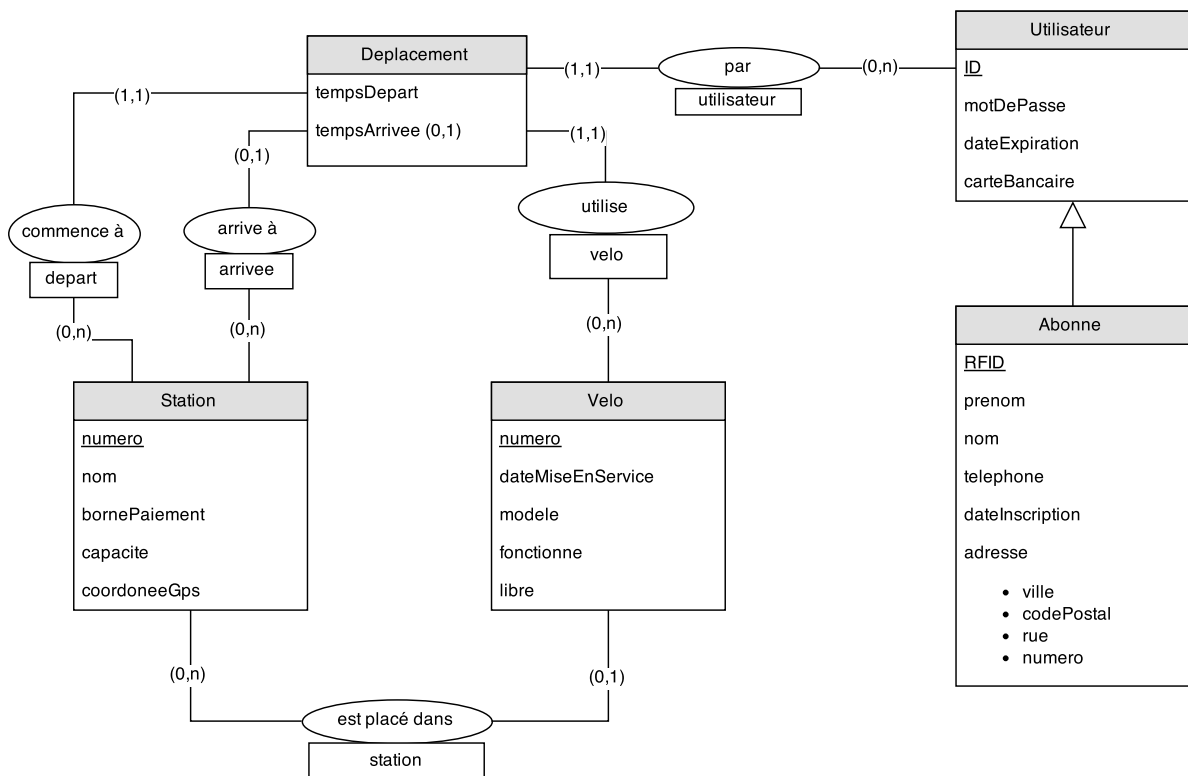 Deplacement
tempsDepart
tempsArrivee (0,1)
(1,1)
par
utilisateur
(0,n)
Utilisateur
ID
motDePasse
dateExpiration
carteBancaire
(1,1)
commence à
depart
(0,n)
(0,1)
arrive à
arrivee
(0,n)
(1,1)
utilise
velo
(0,n)
Abonne
RFID
prenom
nom
telephone
dateInscription
adresse
• ville
• codePostal
• rue
• numero
Station
numero
nom
bornePaiement
capacite
coordoneeGps
Velo
numero
dateMiseEnService
modele
fonctionne
libre
(0,n)
est placé dans
station
(0,1)